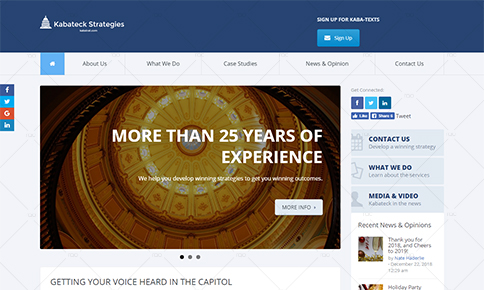 Kabateck Strategies
kabstrat.com
SIGN UP FOR KABA-TEXTS
Sign Up
About Us
What We Do
Case Studies
News & Opinion
Contact Us
MORE THAN 25 YEARS OF
EXPERIENCE
We help you develop winning strategies to get you winning outcomes.
MORE INFO
Get Connected:
Like Share Tweet
CONTACT US
Develop a winning strategy
WHAT WE DO
Learn about the services
MEDIA & VIDEO
Kabateck in the news
Recent News & Opinions
Thank you for
2018, and Cheers
to 2019!
by Nate Häderlie
- December 20, 2018,
12:29 am
Holiday Party
GETTING YOUR VOICE HEARD IN THE CAPITOL